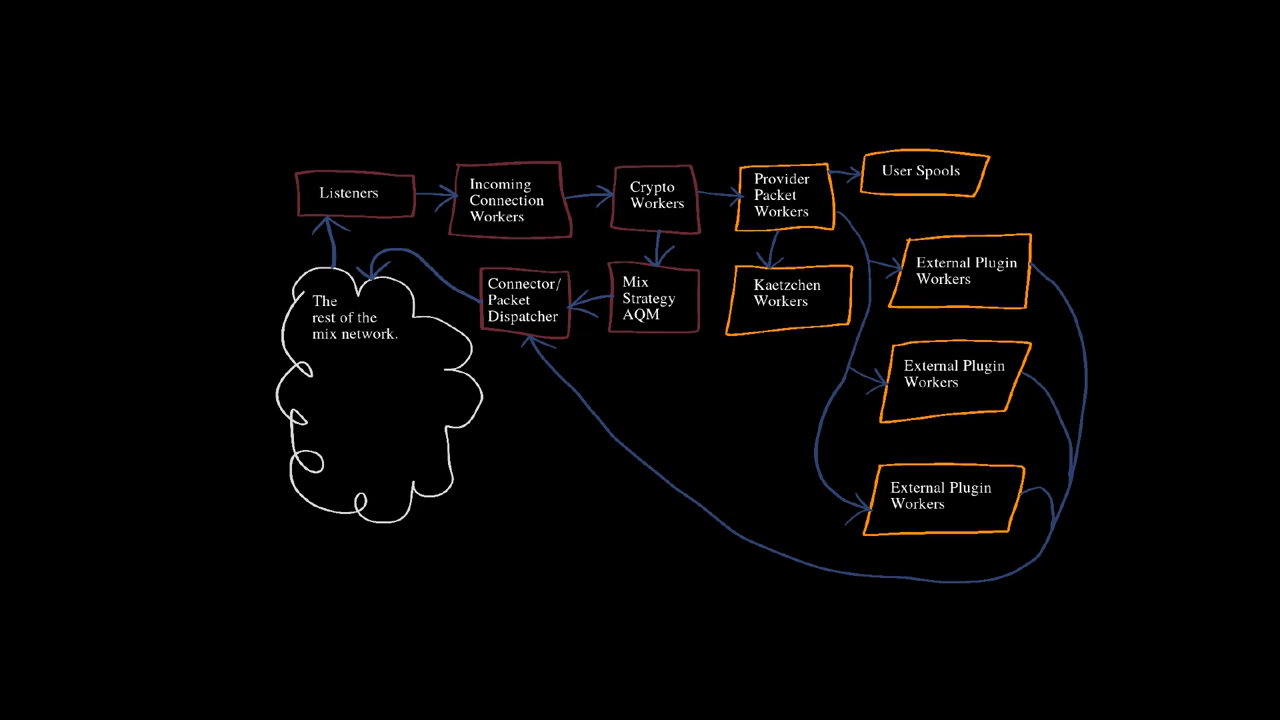 Listeners
Incoming
Connection
Workers
Crypto
Workers
Provider
Packet
Workers
User Spools
The
rest of the
mix network.
Connector/
Packet
Dispatcher
Mix
Strategy
AQM
Kaetzchen
Workers
External Plugin
Workers
External Plugin
Workers
External Plugin
Workers